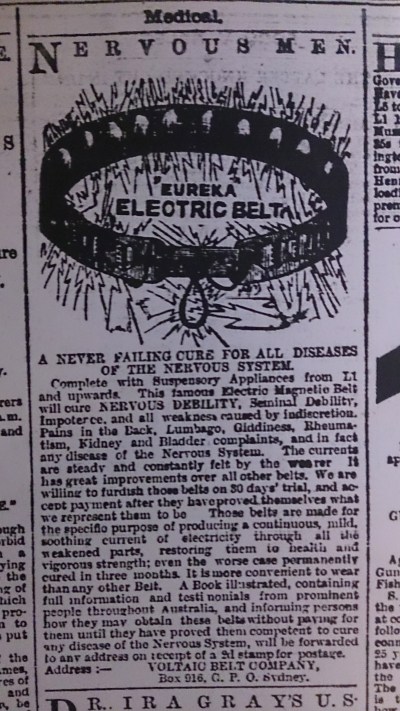 Medical.
NERVOUS MEN.
EUREKA
ELECTRIC BELT
A NEVER FAILING CURE FOR ALL DISEASES
OF THE NERVOUS SYSTEM.
Complete with Suspensory Appliances from L1
and upwards. This famous Electric Magnetic Belt
will cure NERVOUS DEBILITY, Seminal Debility,
Impotence, and all weakness caused by indiscretion.
Pains in the Back, Lumbago, Giddiness, Rheuma-
tism, Kidney and Bladder complaints, and in fact
any disease of the Nervous System. The currents
are steady and constantly felt by the wearer It
has great improvements over all other belts. We are
willing to furdish those belts on 30 days' trial, and ac-
cept payment after they have proved themselves what
we represent them to be Those belts are made for
the specific purpose of producing a continuous, mild,
soothing current of electricity through all the
weakened parts, restoring them to health and
vigorous strength; even the worse case permanently
cured in three months. It is more convenient to wear
than any other Belt. A Book illustrated, containing
full information and testimonials from prominent
people throughout Australia, and informing persons
how they may obtain these belts without paying for
them until they have proved them competent to cure
any disease of the Nervous System, will be forwarded
to any address on receipt of a 2d stamp for postage.
Address :— VOLTAIC BELT COMPANY,
Box 916, G. P. O. Sydney.
DR. IRA GRAY'S U.S.